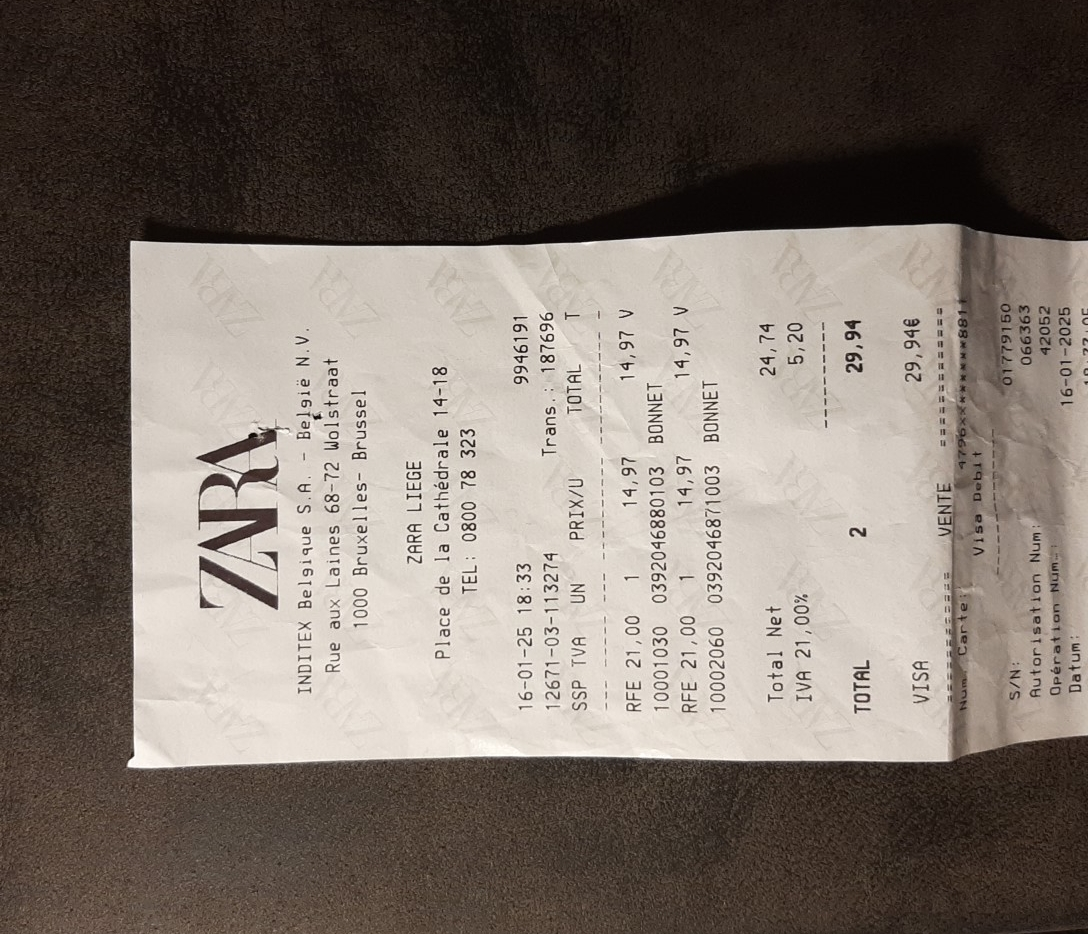 ZARA
INDITEX Belgique S.A. - België N.V.
Rue aux Laines 68-72 Wolstraat
1000 Bruxelles- Brussel
ZARA LIEGE
Place de la Cathédrale 14-18
TEL: 0800 78 323
16-01-25 18:33 9946191
12671-03-113274 Trans.: 187696
SSP TVA UN PRIX/U TOTAL T
RFE 21,00 1 14,97 14,97 V
10001030 03920468801​03 BONNET
RFE 21,00 1 14,97 14,97 V
10002060 03920468710​03 BONNET
Total Net 24,74
IVA 21,00% 5,20
TOTAL 2 29,94
VISA 29,94€
========== VENTE ==========
Num. Carte:
Visa Debit
S/N: 01779150
Autorisation Num: 066363
Opération Num.: 42052
Datum: 16-01-2025